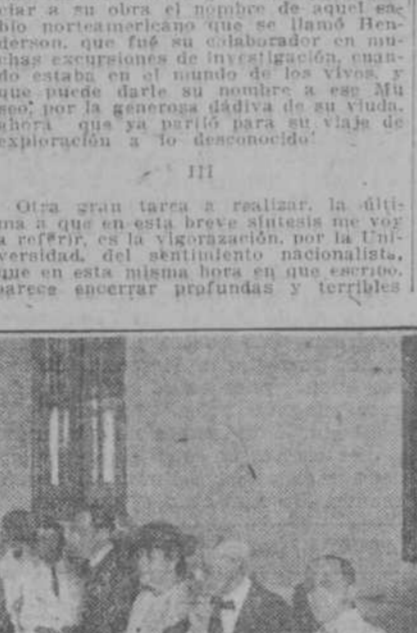 ciar a su obra el nombre de aquel sa-
bio norteamericano que se llamó Hen-
derson, que fué su colaborador en mu-
chas excursiones de investigación, cuan-
do estaba en el mundo de los vivos, y
que puede darle su nombre a ese Mu
seo, por la generosa dádiva de su viuda,
ahora que ya partió para su viaje de
exploración a lo desconocido!
III
Otra gran tarea a realizar, la últi-
ma a que en esta breve síntesis me voy
a referir, es la vigorazación, por la Uni-
versidad, del sentimiento nacionalista,
que en esta misma hora en que escribo,
parece encerrar profundas y terribles